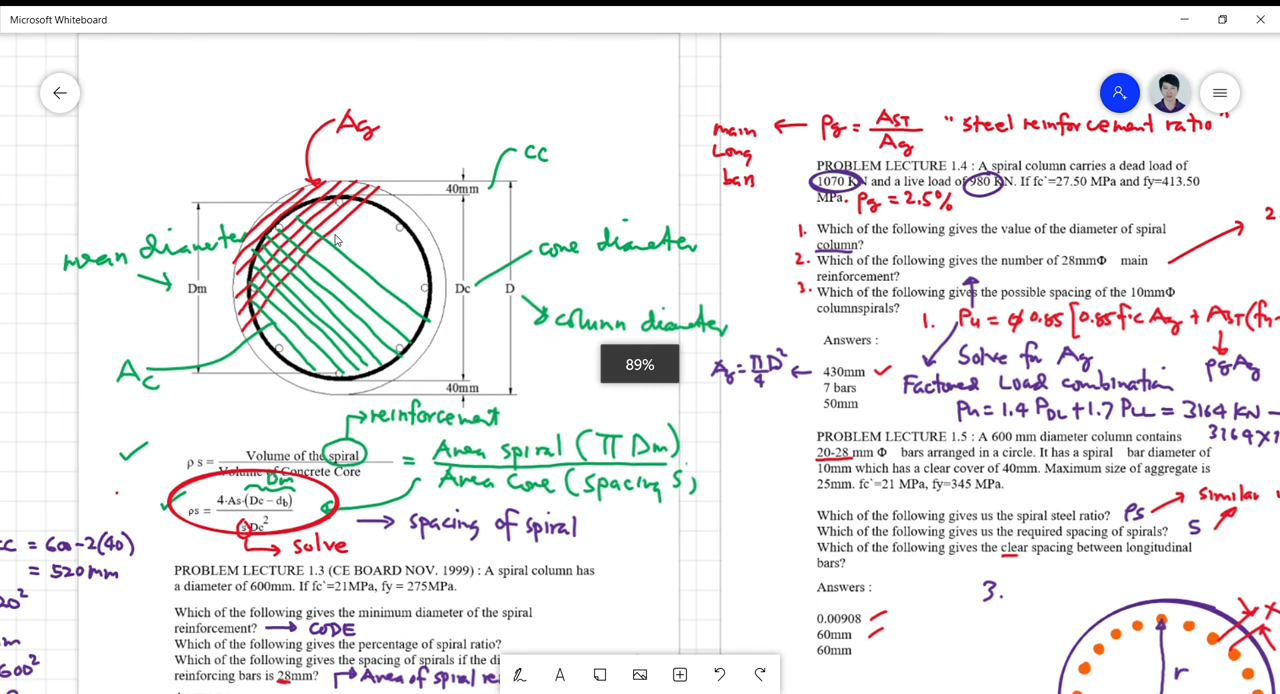 Microsoft Whiteboard
Ag
CC
40mm
mean diameter
core diameter
Dm
Dc
D
column diameter
Ac
40mm
89%
reinforcement
ρ s = Volume of the spiral / Volume of Concrete Core = Area spiral (π Dm) / Area Core (spacing s)
Dm
ρs = 4·As·(Dc – db) / sDc²
spacing of spiral
solve
CC = 600-2(40)
= 520mm
20²
600²
PROBLEM LECTURE 1.3 (CE BOARD NOV. 1999) : A spiral column has
a diameter of 600mm. If fc`=21MPa, fy = 275MPa.
Which of the following gives the minimum diameter of the spiral
reinforcement? → CODE
Which of the following gives the percentage of spiral ratio?
Which of the following gives the spacing of spirals if the di
reinforcing bars is 28mm? Area of spiral re
main
Long
bars
← ρg = AST / Ag "steel reinforcement ratio"
PROBLEM LECTURE 1.4 : A spiral column carries a dead load of
1070 KN and a live load of 980 KN. If fc`=27.50 MPa and fy=413.50
MPa. ρg = 2.5%
1. Which of the following gives the value of the diameter of spiral
column?
2. Which of the following gives the number of 28mmΦ main
reinforcement?
3. Which of the following gives the possible spacing of the 10mmΦ
columnspirals?
2.
1. Pu = φ 0.85 [0.85 f'c Ag + AST (fy-
Answers :
Solve for Ag
ρgAg
Ag = πD²/4 ←
430mm
7 bars
50mm
Factored Load combination
Pu = 1.4 PDL + 1.7 PLL = 3164 KN
3164 x1
PROBLEM LECTURE 1.5 : A 600 mm diameter column contains
20-28 mm Φ bars arranged in a circle. It has a spiral bar diameter of
10mm which has a clear cover of 40mm. Maximum size of aggregate is
25mm. fc`=21 MPa, fy=345 MPa.
Which of the following gives us the spiral steel ratio? ρs → similar
Which of the following gives us the required spacing of spirals? S
Which of the following gives the clear spacing between longitudinal
bars?
Answers :
3.
0.00908
60mm
60mm
x
r